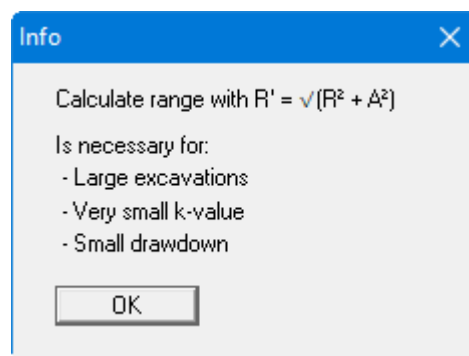 Info
Calculate range with R' = √(R² + A²)
Is necessary for:
- Large excavations
- Very small k-value
- Small drawdown
OK